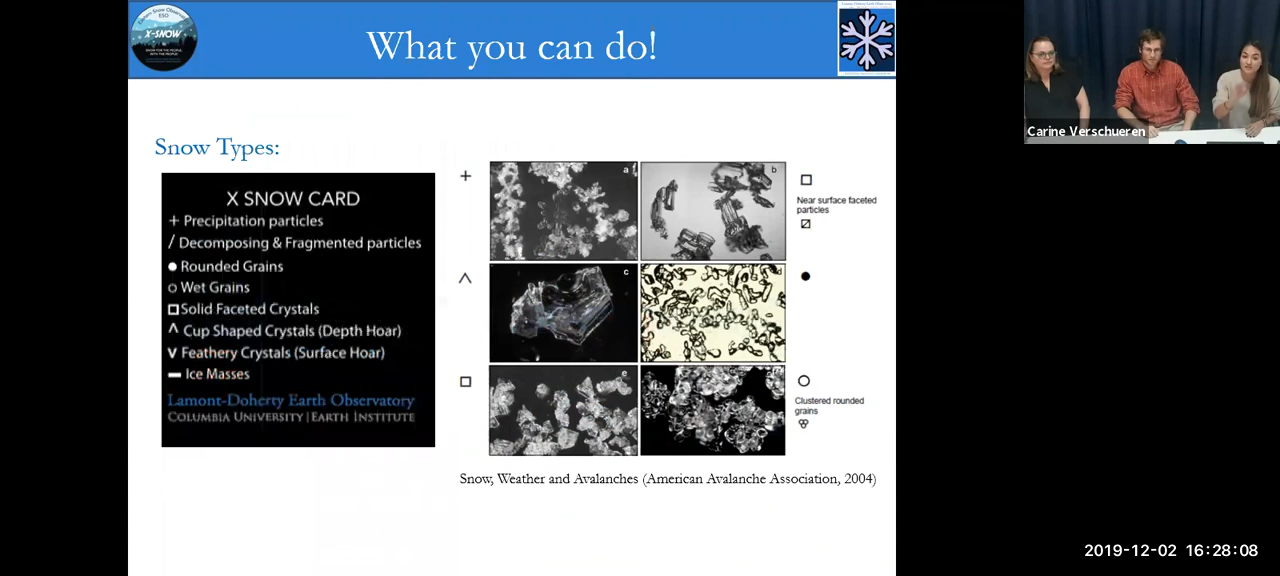 X-SNOW
What you can do!
Carine Verschueren
Snow Types:
X SNOW CARD
+ Precipitation particles
/ Decomposing & Fragmented particles
● Rounded Grains
○ Wet Grains
□ Solid Faceted Crystals
^ Cup Shaped Crystals (Depth Hoar)
v Feathery Crystals (Surface Hoar)
▬ Ice Masses
Lamont-Doherty Earth Observatory
COLUMBIA UNIVERSITY | EARTH INSTITUTE
a
b
Near surface faceted
particles
c
e
Clustered rounded
grains
Snow, Weather and Avalanches (American Avalanche Association, 2004)
2019-12-02 16:28:08